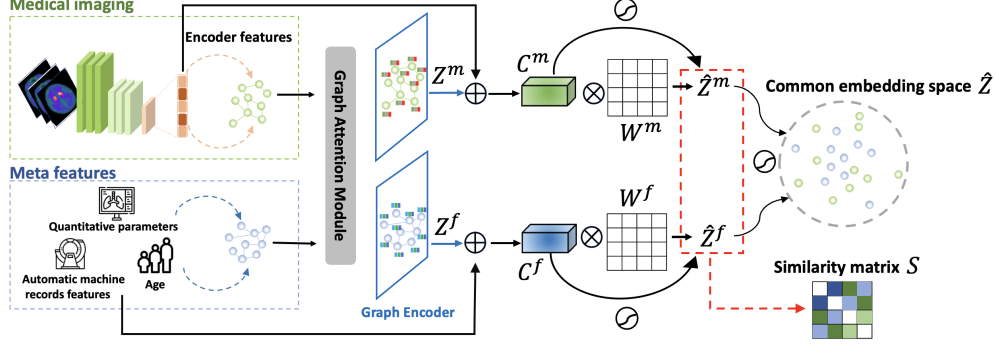 Medical imaging
Encoder features
Graph Attention Module
Z^m
C^m
W^m
Ẑ^m
Common embedding space Ẑ
Meta features
Quantitative parameters
Automatic machine
records features
Age
Z^f
Graph Encoder
C^f
W^f
Ẑ^f
Similarity matrix S